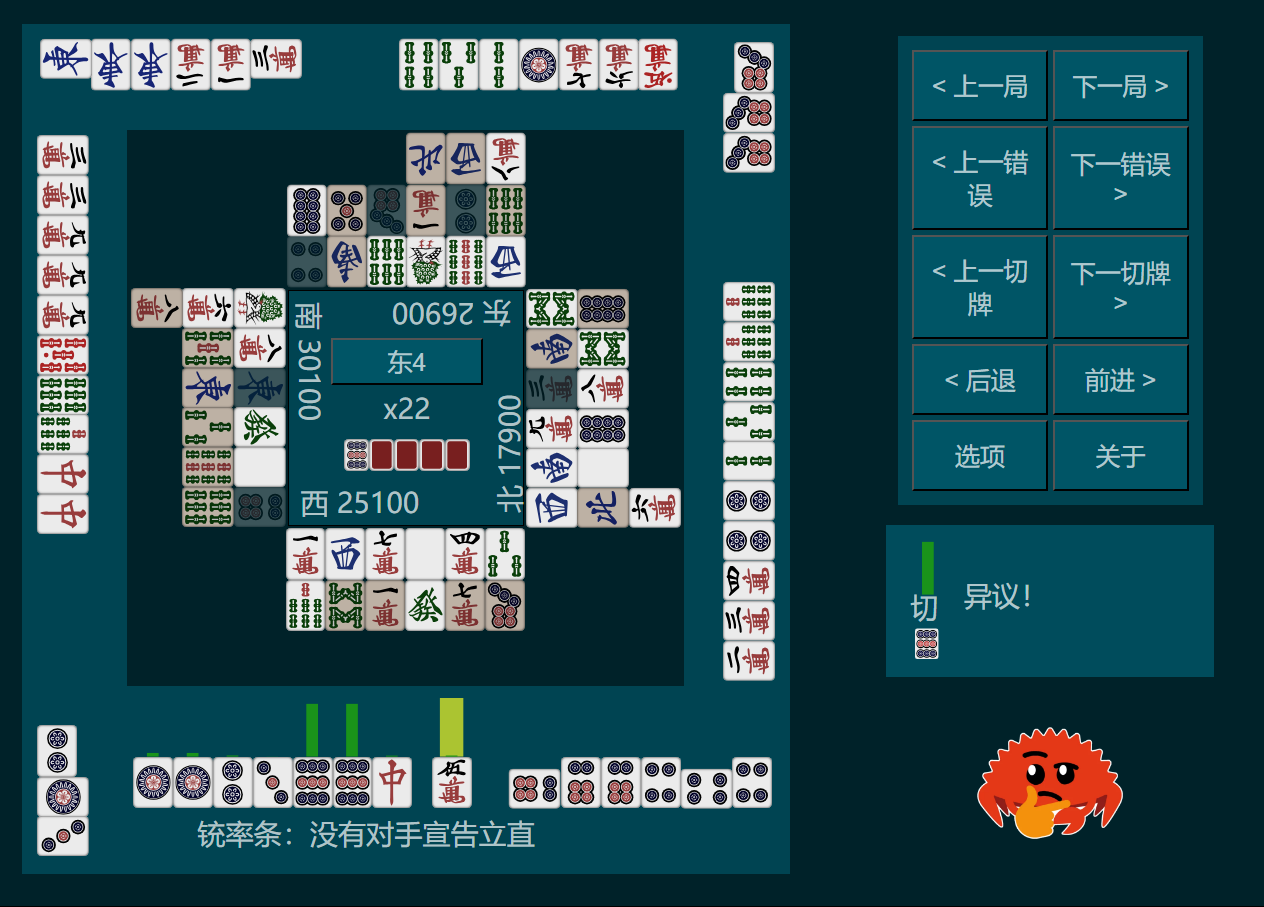 东 26900
南 30100
东4
x22
北 17900
西 25100
铳率条：没有对手宣告立直
< 上一局
下一局 >
< 上一错
误
下一错误
>
< 上一切
牌
下一切牌
>
< 后退
前进 >
选项
关于
切
异议！